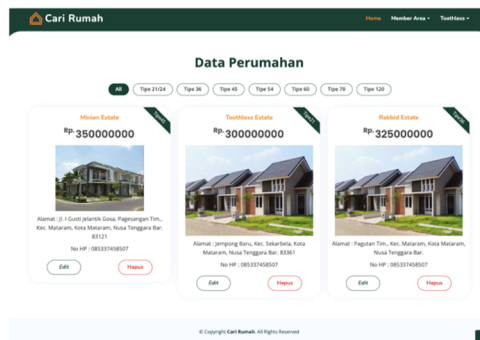 Cari Rumah
Home Member Area Toothless
Data Perumahan
All Tipe 21/24 Tipe 36 Tipe 45 Tipe 54 Tipe 60 Tipe 70 Tipe 120
Minion Estate
Rp. 350000000
Alamat : Jl. I Gusti Jelantik Gosa, Pagesangan Tim.,
Kec. Mataram, Kota Mataram, Nusa Tenggara Bar.
83121
No HP : 085337458507
Edit Hapus
Toothless Estate
Rp. 300000000
Alamat : Jempong Baru, Kec. Sekarbela, Kota
Mataram, Nusa Tenggara Bar. 83361
No HP : 085337458507
Edit Hapus
Rabbid Estate
Rp. 325000000
Alamat : Pagutan Tim., Kec. Mataram, Kota Mataram,
Nusa Tenggara Bar.
No HP : 085337458507
Edit Hapus
© Copyright Cari Rumah. All Rights Reserved